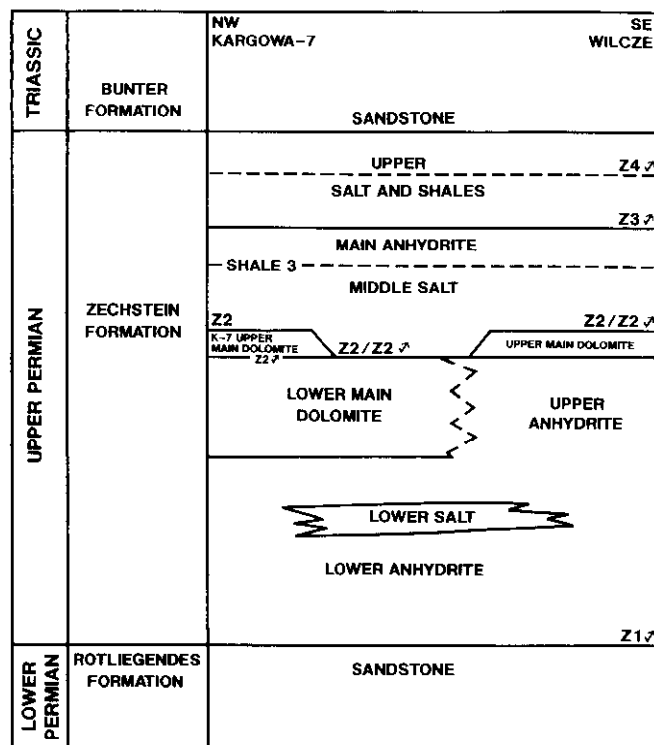 TRIASSIC
BUNTER
FORMATION
NW
KARGOWA-7
SE
WILCZE
SANDSTONE
UPPER PERMIAN
ZECHSTEIN
FORMATION
UPPER
Z4
SALT AND SHALES
Z3
MAIN ANHYDRITE
SHALE 3
MIDDLE SALT
Z2
Z2/Z2
K-7 UPPER
MAIN DOLOMITE
Z2
Z2/Z2
UPPER MAIN DOLOMITE
LOWER MAIN
DOLOMITE
UPPER
ANHYDRITE
LOWER SALT
LOWER ANHYDRITE
Z1
LOWER
PERMIAN
ROTLIEGENDES
FORMATION
SANDSTONE